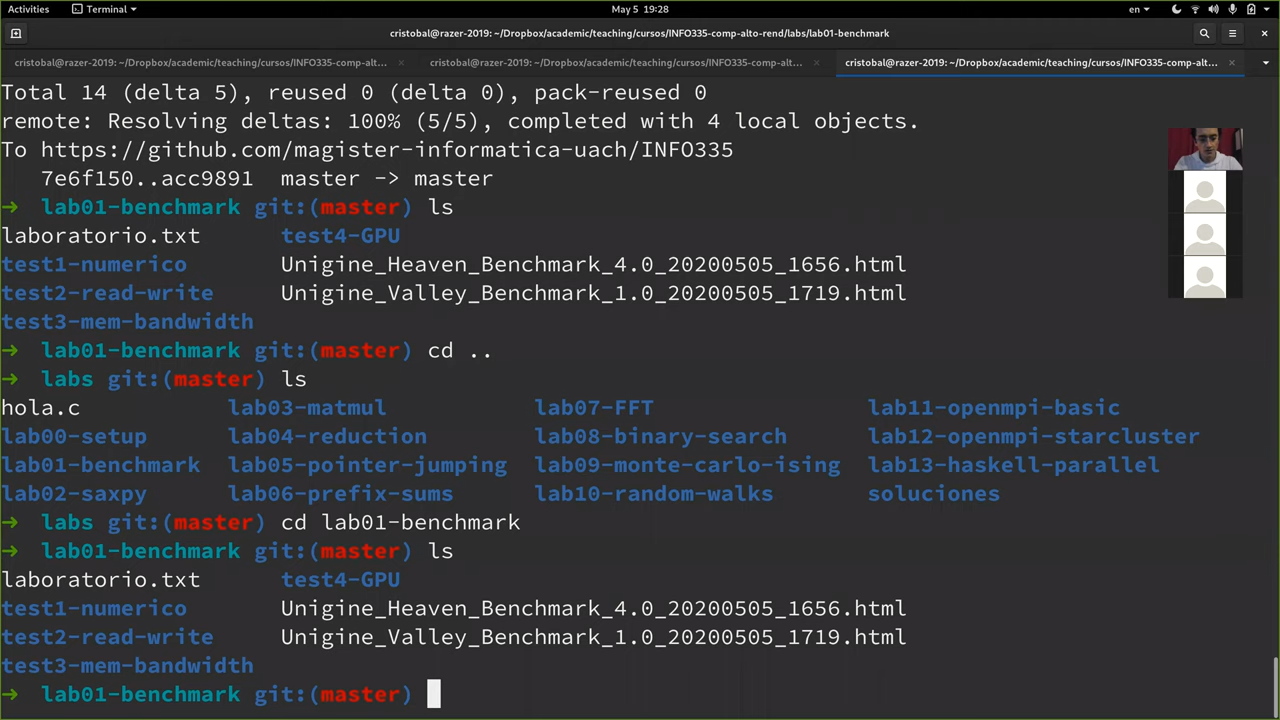 Activities Terminal May 5 19:28 en
cristobal@razer-2019: ~/Dropbox/academic/teaching/cursos/INFO335-comp-alto-rend/labs/lab01-benchmark
cristobal@razer-2019: ~/Dropbox/academic/teaching/cursos/INFO335-comp-alt... × cristobal@razer-2019: ~/Dropbox/academic/teaching/cursos/INFO335-comp-alt... × cristobal@razer-2019: ~/Dropbox/academic/teaching/cursos/INFO335-comp-alt... ×
Total 14 (delta 5), reused 0 (delta 0), pack-reused 0
remote: Resolving deltas: 100% (5/5), completed with 4 local objects.
To https://github.com/magister-informatica-uach/INFO335
7e6f150..acc9891 master -> master
→ lab01-benchmark git:(master) ls
laboratorio.txt test4-GPU
test1-numerico Unigine_Heaven_Benchmark_4.0_20200505_1656.html
test2-read-write Unigine_Valley_Benchmark_1.0_20200505_1719.html
test3-mem-bandwidth
→ lab01-benchmark git:(master) cd ..
→ labs git:(master) ls
hola.c lab03-matmul lab07-FFT lab11-openmpi-basic
lab00-setup lab04-reduction lab08-binary-search lab12-openmpi-starcluster
lab01-benchmark lab05-pointer-jumping lab09-monte-carlo-ising lab13-haskell-parallel
lab02-saxpy lab06-prefix-sums lab10-random-walks soluciones
→ labs git:(master) cd lab01-benchmark
→ lab01-benchmark git:(master) ls
laboratorio.txt test4-GPU
test1-numerico Unigine_Heaven_Benchmark_4.0_20200505_1656.html
test2-read-write Unigine_Valley_Benchmark_1.0_20200505_1719.html
test3-mem-bandwidth
→ lab01-benchmark git:(master)